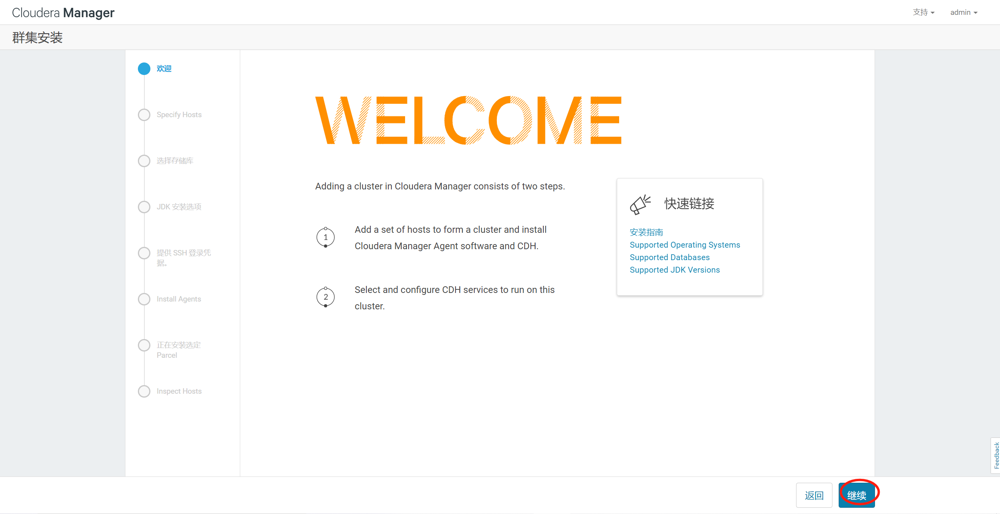 Cloudera Manager
支持
admin
群集安装
欢迎
Specify Hosts
选择存储库
JDK 安装选项
提供 SSH 登录凭
据。
Install Agents
正在安装选定
Parcel
Inspect Hosts
WELCOME
Adding a cluster in Cloudera Manager consists of two steps.
1
Add a set of hosts to form a cluster and install
Cloudera Manager Agent software and CDH.
2
Select and configure CDH services to run on this
cluster.
快速链接
安装指南
Supported Operating Systems
Supported Databases
Supported JDK Versions
Feedback
返回
继续